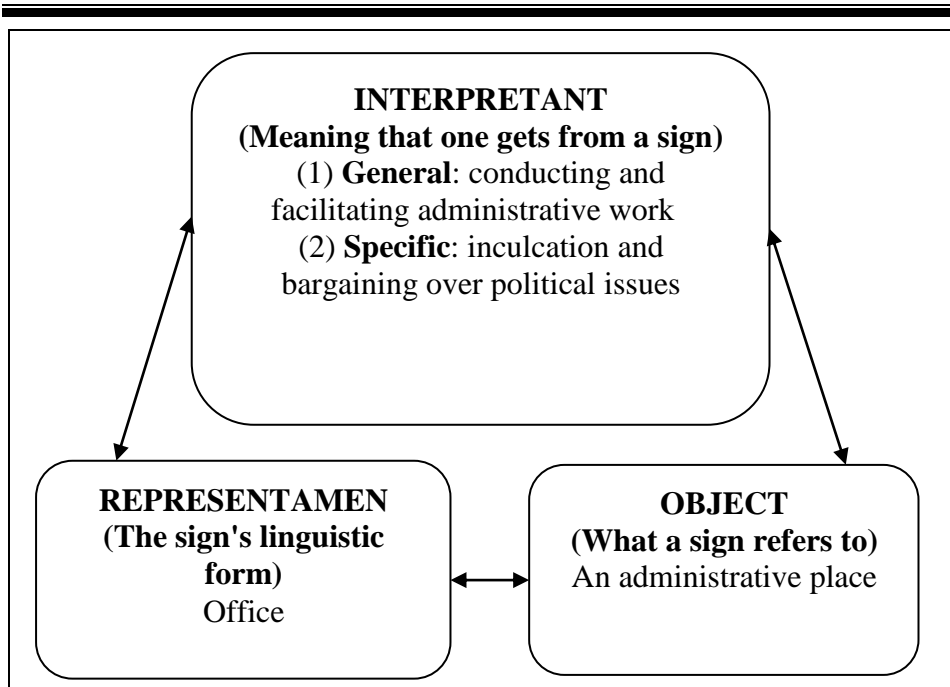 INTERPRETANT
(Meaning that one gets from a sign)
(1) General: conducting and
facilitating administrative work
(2) Specific: inculcation and
bargaining over political issues
REPRESENTAMEN
(The sign's linguistic
form)
Office
OBJECT
(What a sign refers to)
An administrative place